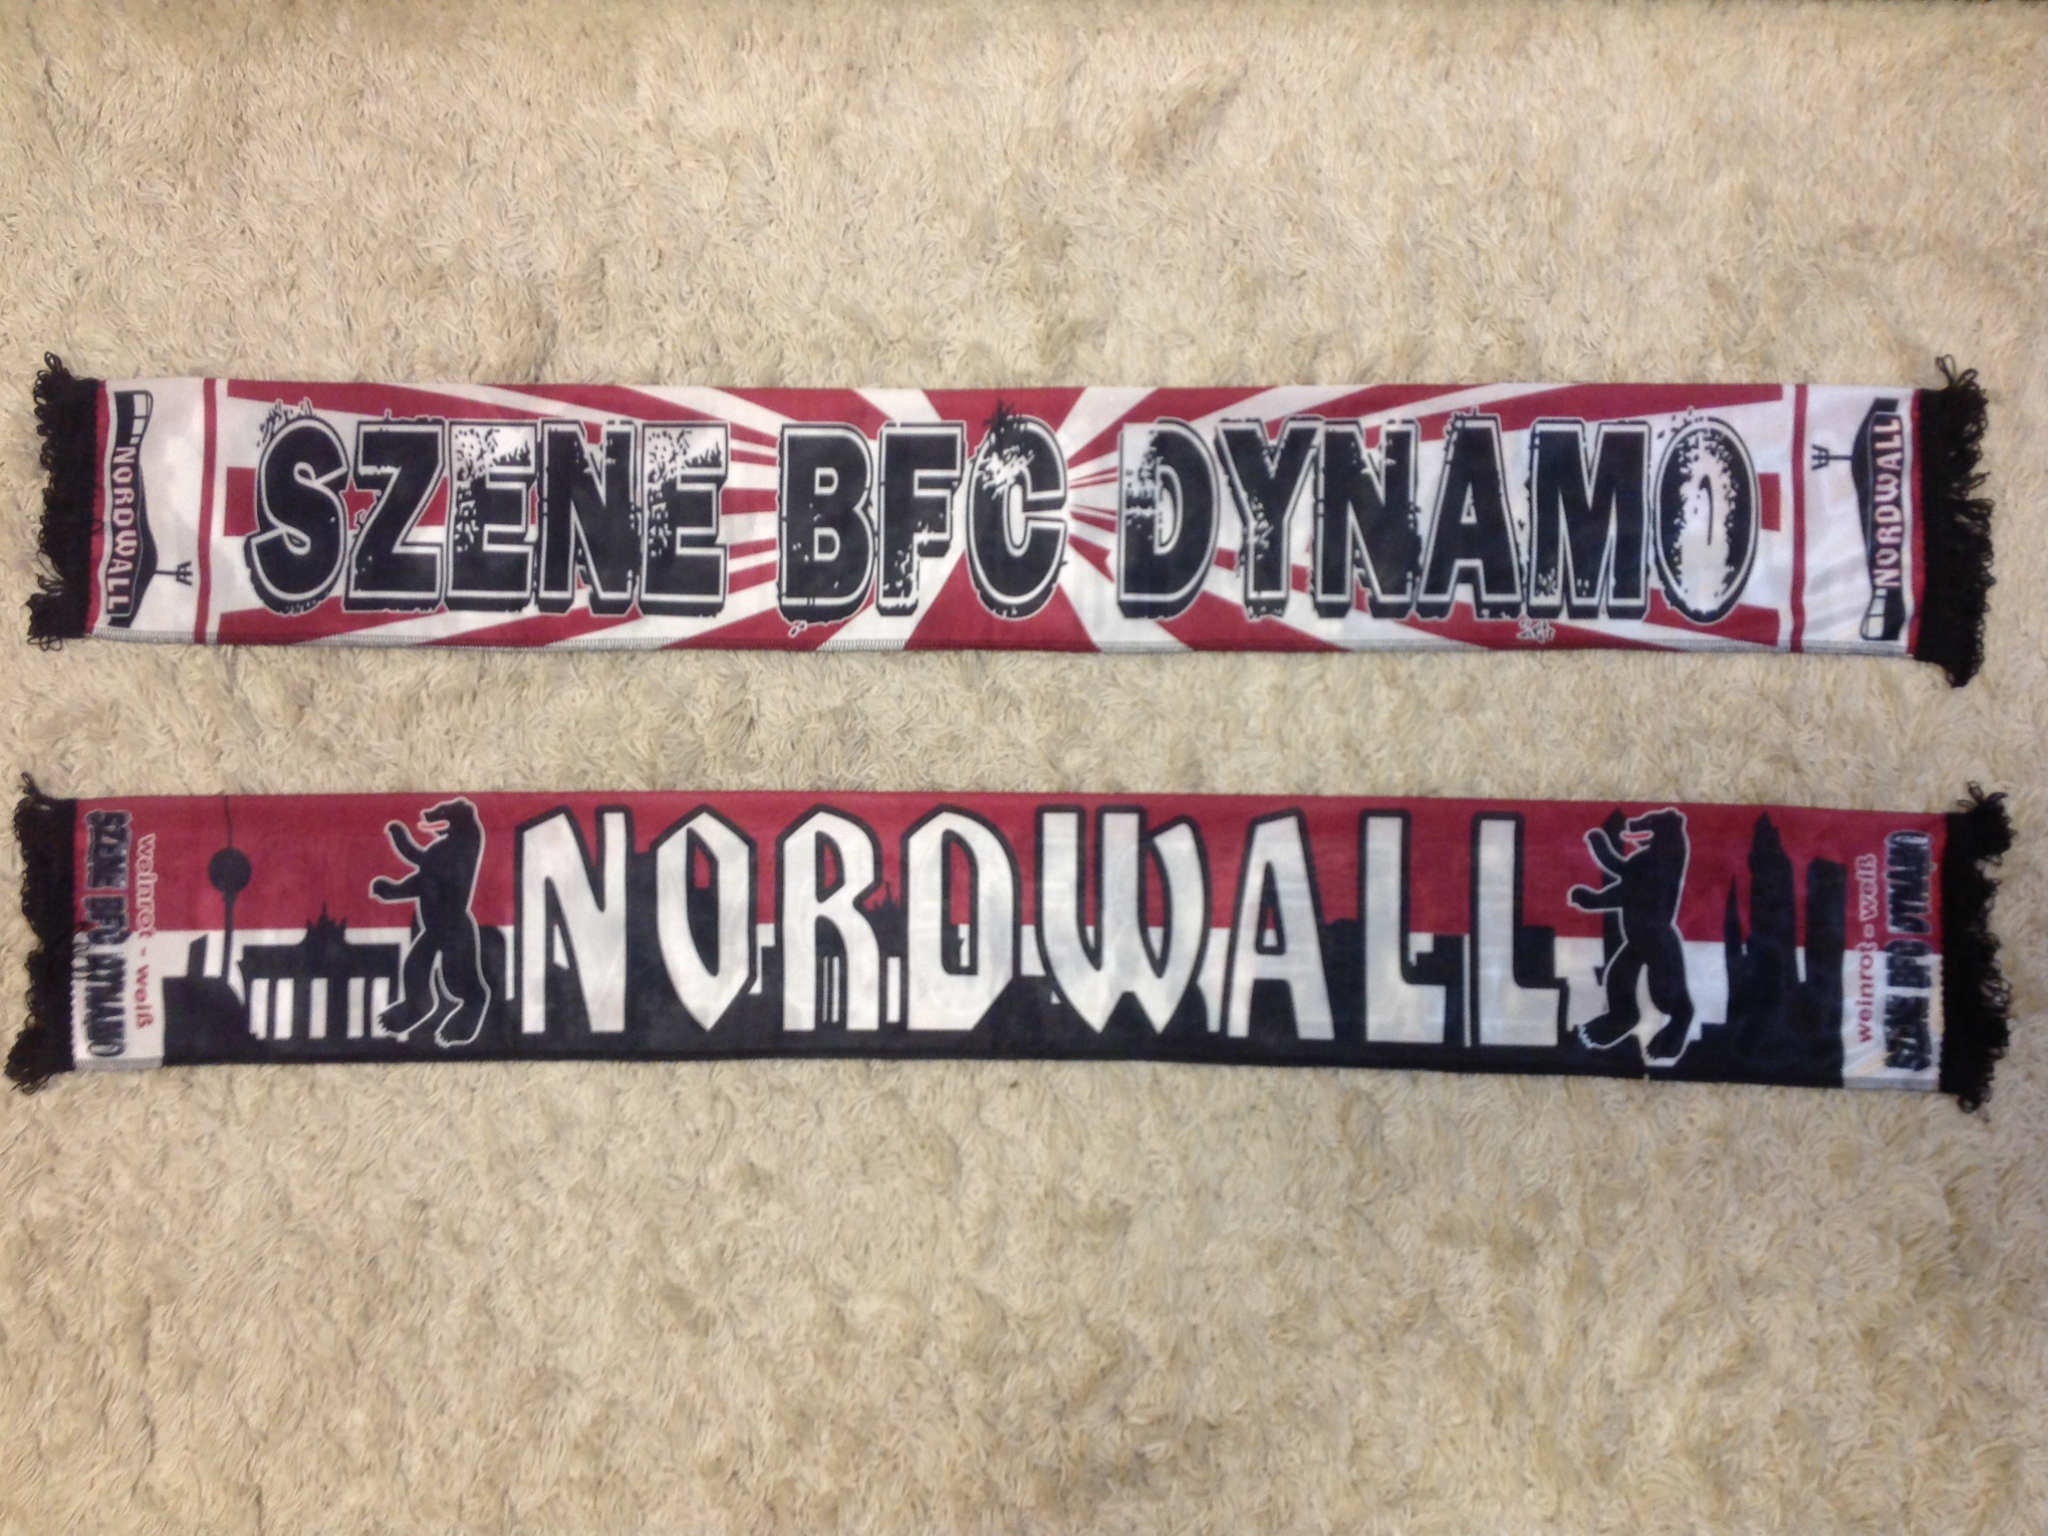 NORDWALL
SZENE BFC DYNAMO
NORDWALL
SZENE BFC DYNAMO
weinrot - weiß
NORDWALL
weinrot - weiß
SZENE BFC DYNAMO